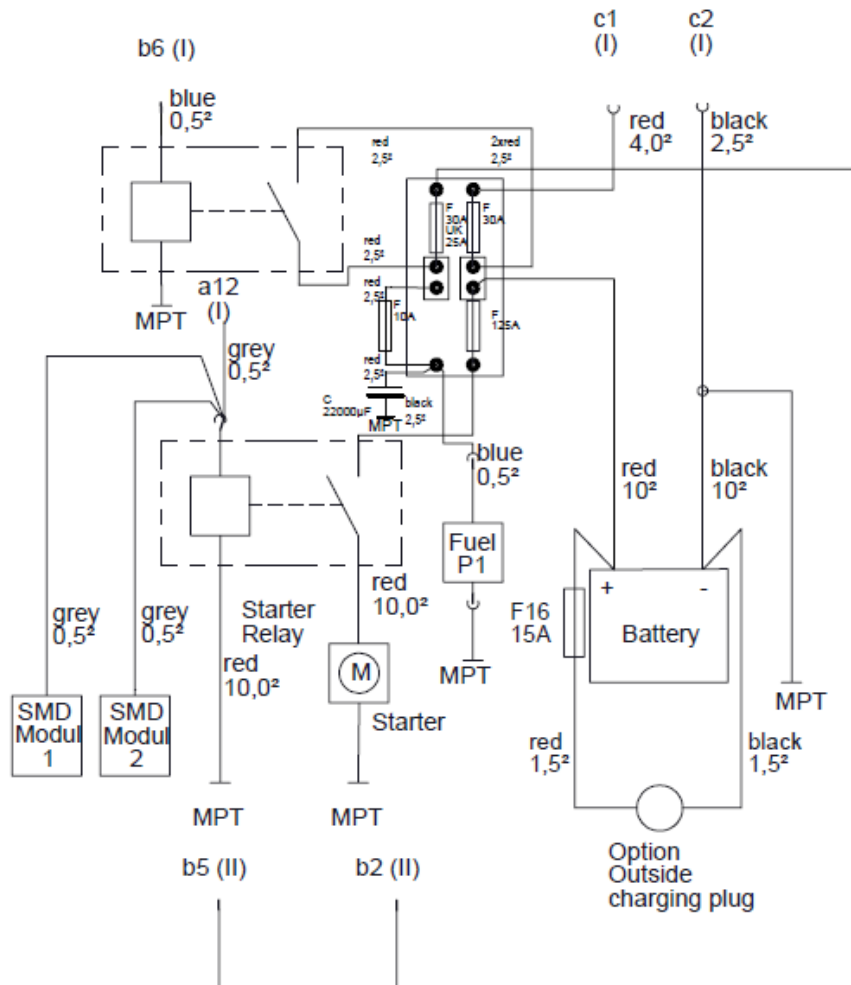 b6 (I)
c1
(I)
c2
(I)
blue
0,5²
red
4,0²
black
2,5²
red
2,5²
2xred
2,5²
F
30A
UK
25A
F
30A
red
2,5²
red
2,5²
F
10A
F
125A
red
2,5²
C
22000µF
black
2,5²
MPT
MPT
a12
(I)
grey
0,5²
blue
0,5²
red
10²
black
10²
Fuel
P1
red
10,0²
F16
15A
+
-
Battery
grey
0,5²
grey
0,5²
Starter
Relay
red
10,0²
M
MPT
MPT
SMD
Modul
1
SMD
Modul
2
Starter
red
1,5²
black
1,5²
MPT
MPT
Option
Outside
charging plug
b5 (II)
b2 (II)